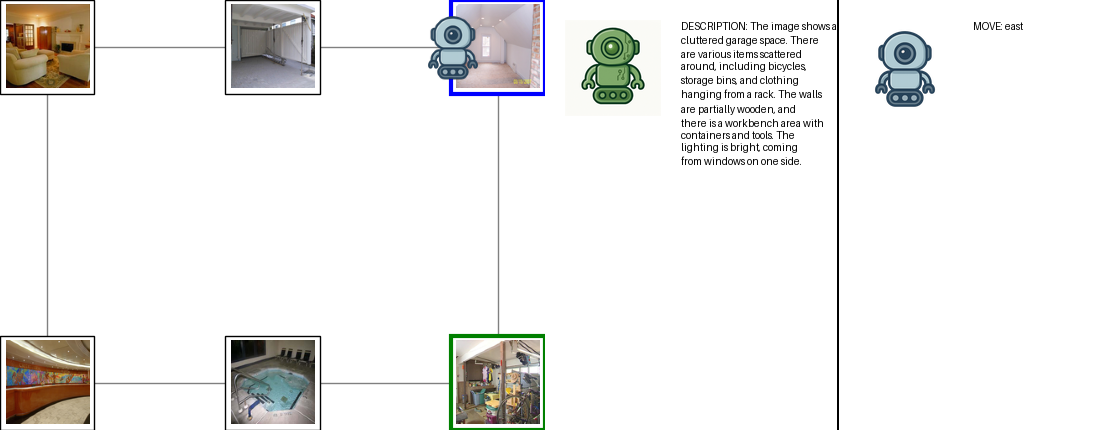 DESCRIPTION: The image shows a
cluttered garage space. There
are various items scattered
around, including bicycles,
storage bins, and clothing
hanging from a rack. The walls
are partially wooden, and
there is a workbench area with
containers and tools. The
lighting is bright, coming
from windows on one side.
MOVE: east